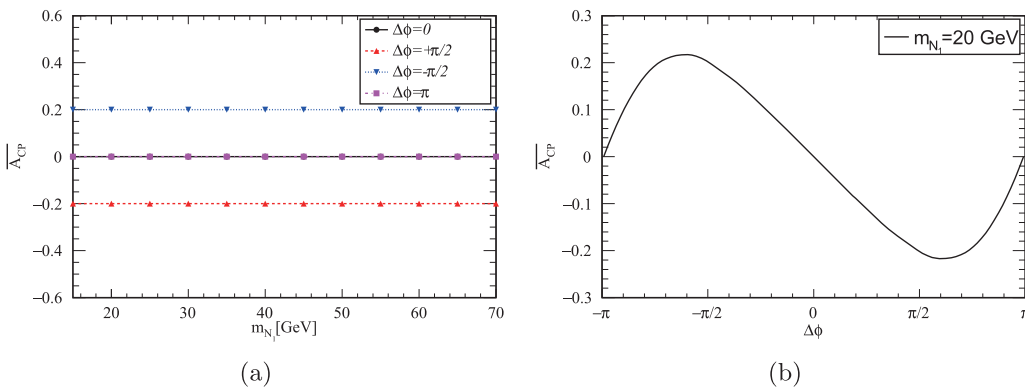 0.6
0.4
0.2
0
−0.2
−0.4
−0.6
A_CP
Δϕ=0
Δϕ=+π/2
Δϕ=-π/2
Δϕ=π
20 30 40 50 60 70
m_N₁[GeV]
(a)
0.3
0.2
0.1
0
−0.1
−0.2
−0.3
A_CP
m_N₁=20 GeV
−π −π/2 0 π/2 π
Δϕ
(b)